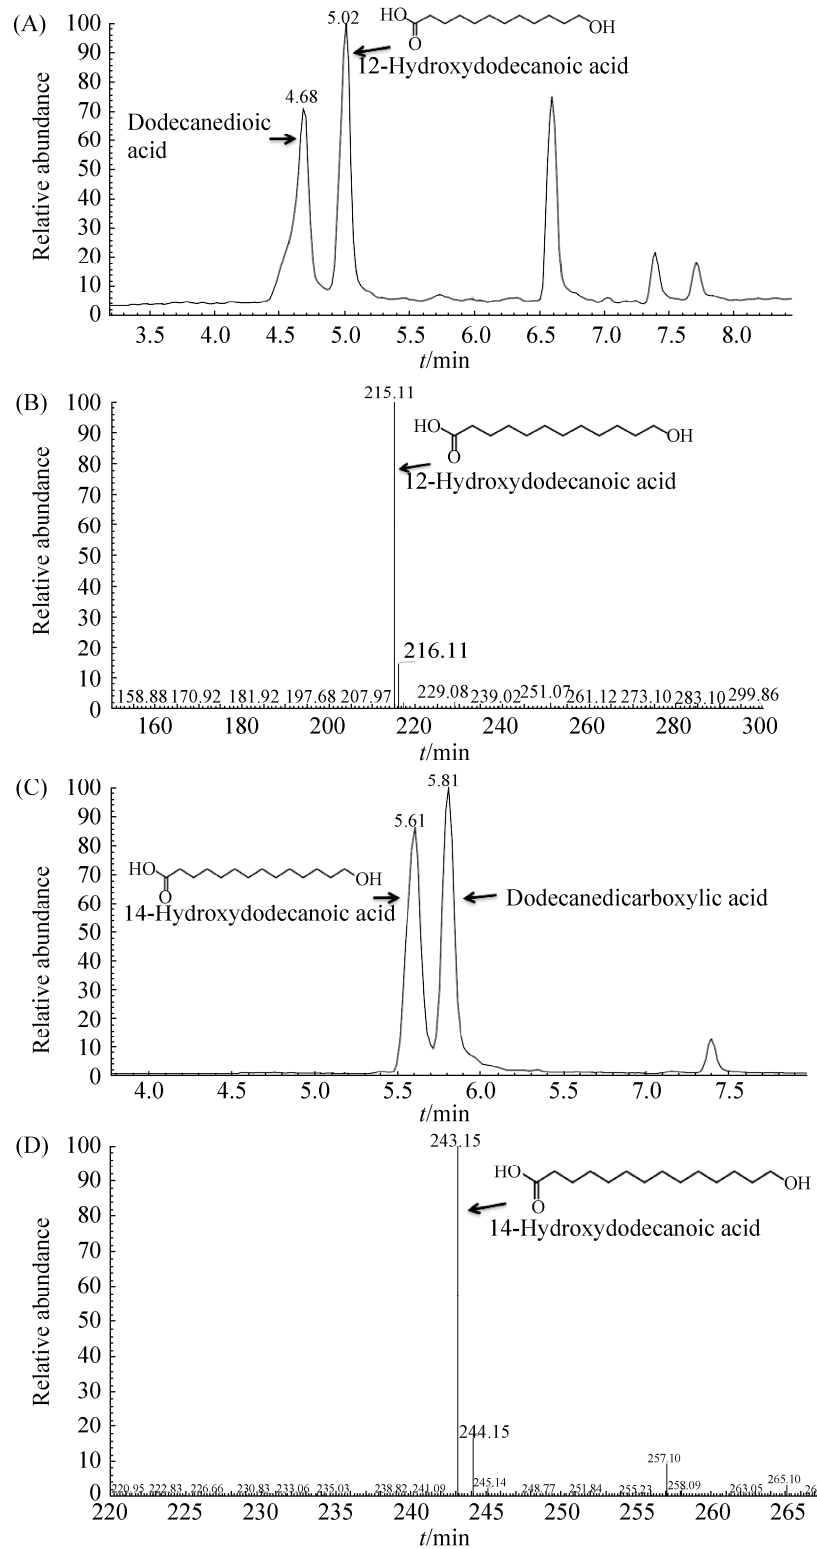 (A)
100
90
80
70
60
50
40
30
20
10
0
Relative abundance
5.02
HO
O
OH
12-Hydroxydodecanoic acid
4.68
Dodecanedioic
acid
3.5 4.0 4.5 5.0 5.5 6.0 6.5 7.0 7.5 8.0
t/min
(B)
100
90
80
70
60
50
40
30
20
10
0
Relative abundance
215.11
HO
O
OH
12-Hydroxydodecanoic acid
216.11
158.88 170.92 181.92 197.68 207.97 229.08 239.02 251.07 261.12 273.10 283.10 299.86
160 180 200 220 240 260 280 300
t/min
(C)
100
90
80
70
60
50
40
30
20
10
0
Relative abundance
5.81
5.61
HO
O
OH
14-Hydroxydodecanoic acid
Dodecanedicarboxylic acid
4.0 4.5 5.0 5.5 6.0 5.5 7.0 7.5
t/min
(D)
100
90
80
70
60
50
40
30
20
10
0
Relative abundance
243.15
HO
O
OH
14-Hydroxydodecanoic acid
244.15
257.10
220.95 222.83 226.66 230.83 233.06 235.03 238.82 241.09 245.14 248.77 251.84 255.23 258.09 263.05 265.10 26
220 225 230 235 240 245 250 255 260 265
t/min